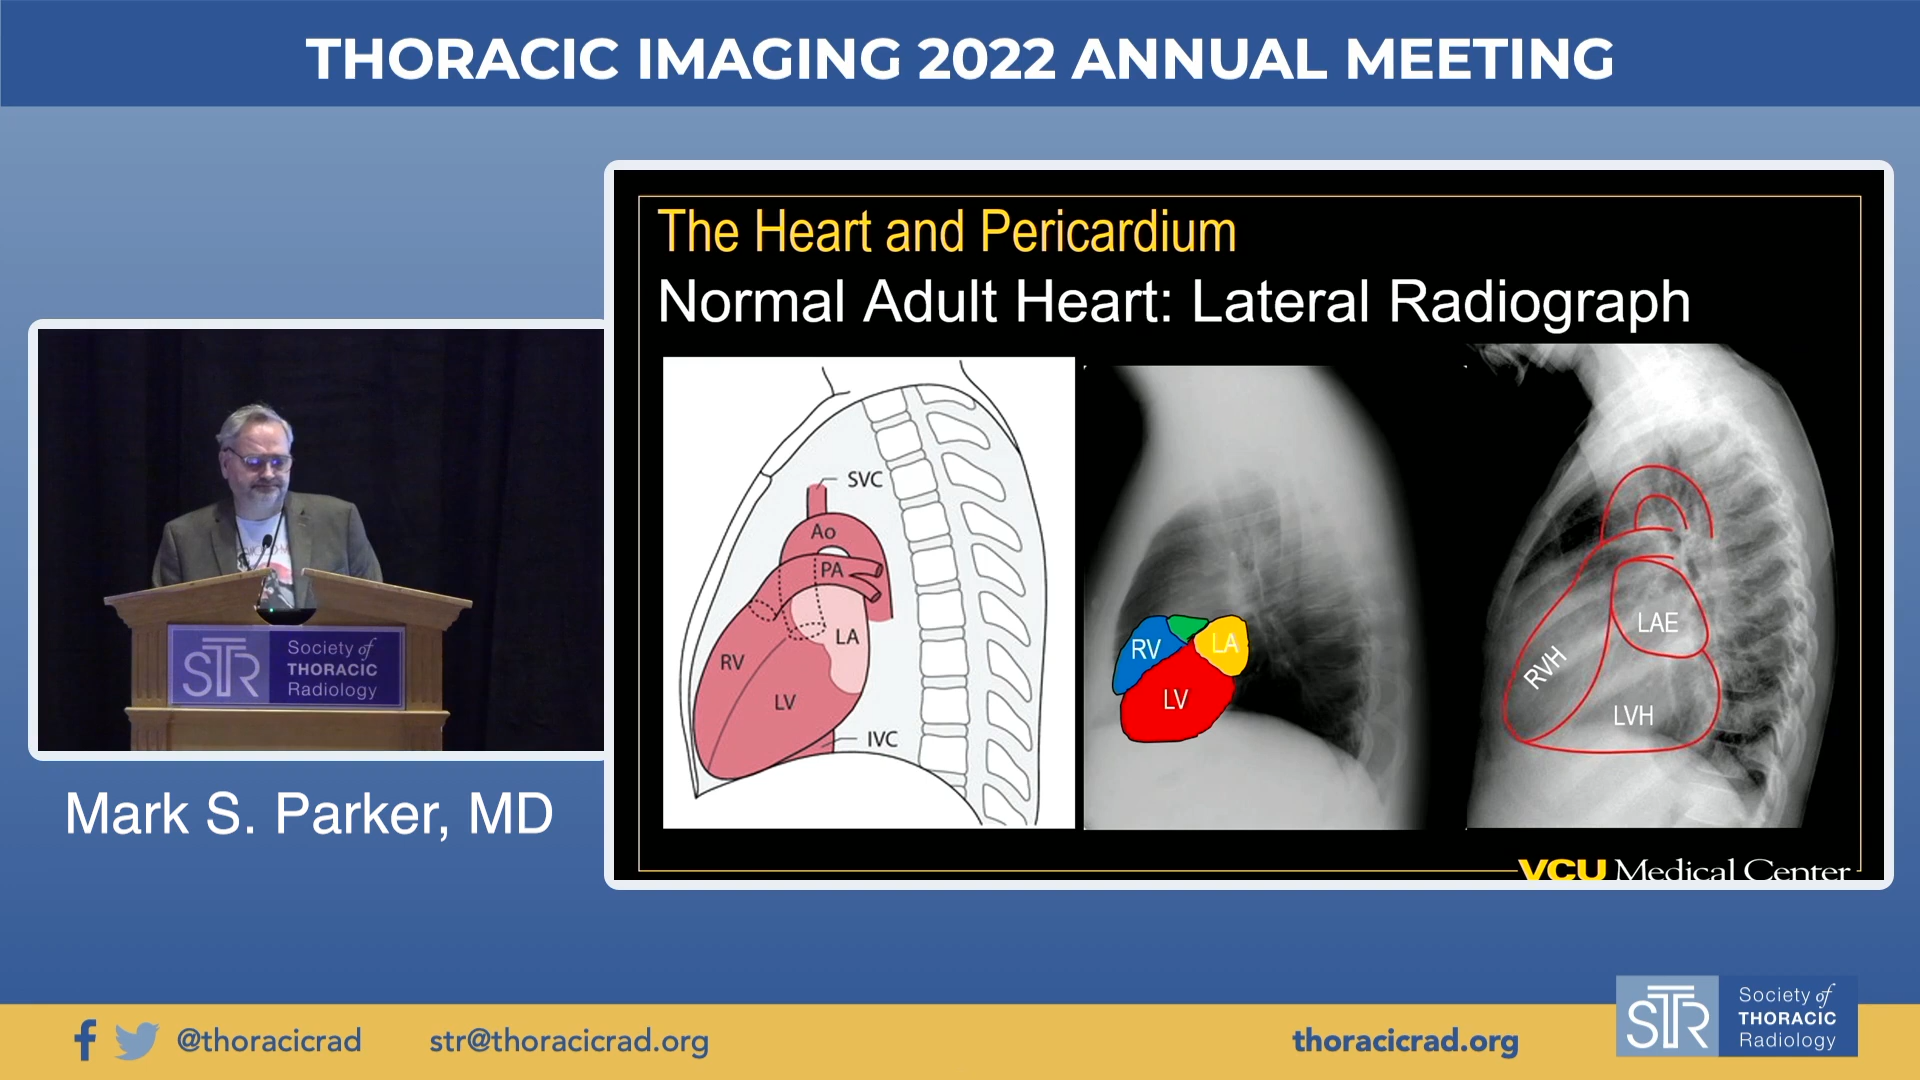 THORACIC IMAGING 2022 ANNUAL MEETING
The Heart and Pericardium
Normal Adult Heart: Lateral Radiograph
SVC
Ao
PA
LA
RV
LV
IVC
RV
LA
LV
LAE
RVH
LVH
VCU Medical Center
STR
Society of
THORACIC
Radiology
Mark S. Parker, MD
@thoracicrad
str@thoracicrad.org
thoracicrad.org
STR
Society of
THORACIC
Radiology